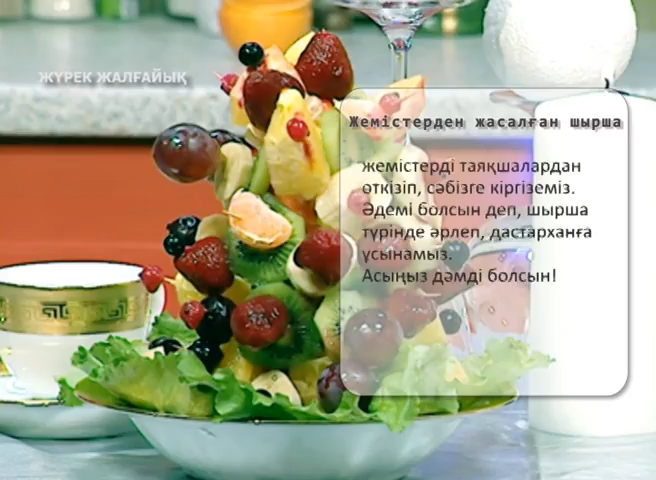 ЖҮРЕК ЖАЛҒАЙЫҚ
Жемістерден жасалған шырша
жемістерді таяқшалардан
өткізіп, сәбізге кіргіземіз.
Әдемі болсын деп, шырша
түрінде әрлеп, дастарханға
ұсынамыз.
Асыңыз дәмді болсын!